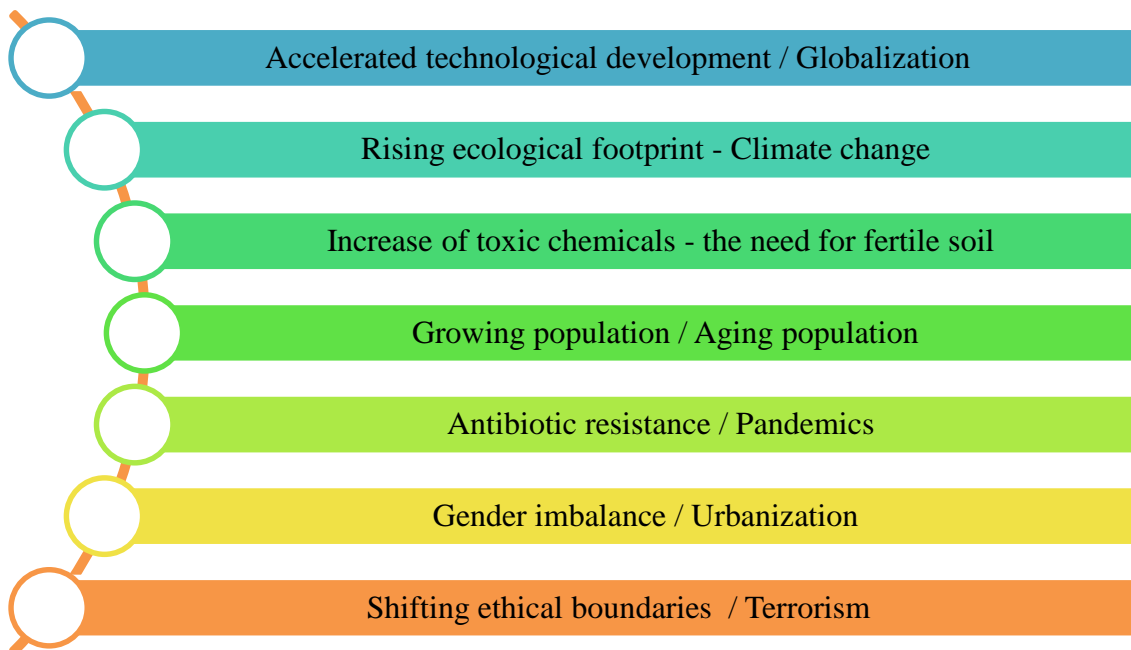 Accelerated technological development / Globalization
Rising ecological footprint - Climate change
Increase of toxic chemicals - the need for fertile soil
Growing population / Aging population
Antibiotic resistance / Pandemics
Gender imbalance / Urbanization
Shifting ethical boundaries / Terrorism